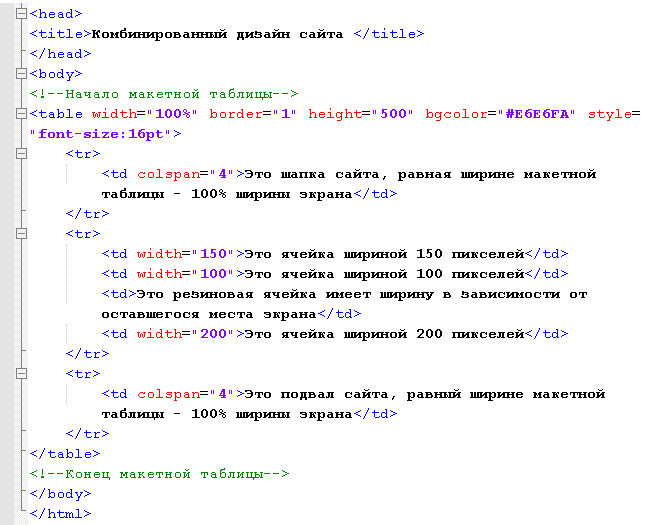 <head>
<title>Комбинированный дизайн сайта </title>
</head>
<body>
<!--Начало макетной таблицы-->
<table width="100%" border="1" height="500" bgcolor="#E6E6FA" style=
"font-size:16pt">
<tr>
<td colspan="4">Это шапка сайта, равная ширине макетной
таблицы - 100% ширины экрана</td>
</tr>
<tr>
<td width="150">Это ячейка шириной 150 пикселей</td>
<td width="100">Это ячейка шириной 100 пикселей</td>
<td>Это резиновая ячейка имеет ширину в зависимости от
оставшегося места экрана</td>
<td width="200">Это ячейка шириной 200 пикселей</td>
</tr>
<tr>
<td colspan="4">Это подвал сайта, равный ширине макетной
таблицы - 100% ширины экрана</td>
</tr>
</table>
<!--Конец макетной таблицы-->
</body>
</html>